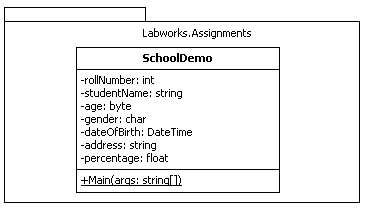 Labworks.Assignments
SchoolDemo
-rollNumber: int
-studentName: string
-age: byte
-gender: char
-dateOfBirth: DateTime
-address: string
-percentage: float
+Main(args: string[])